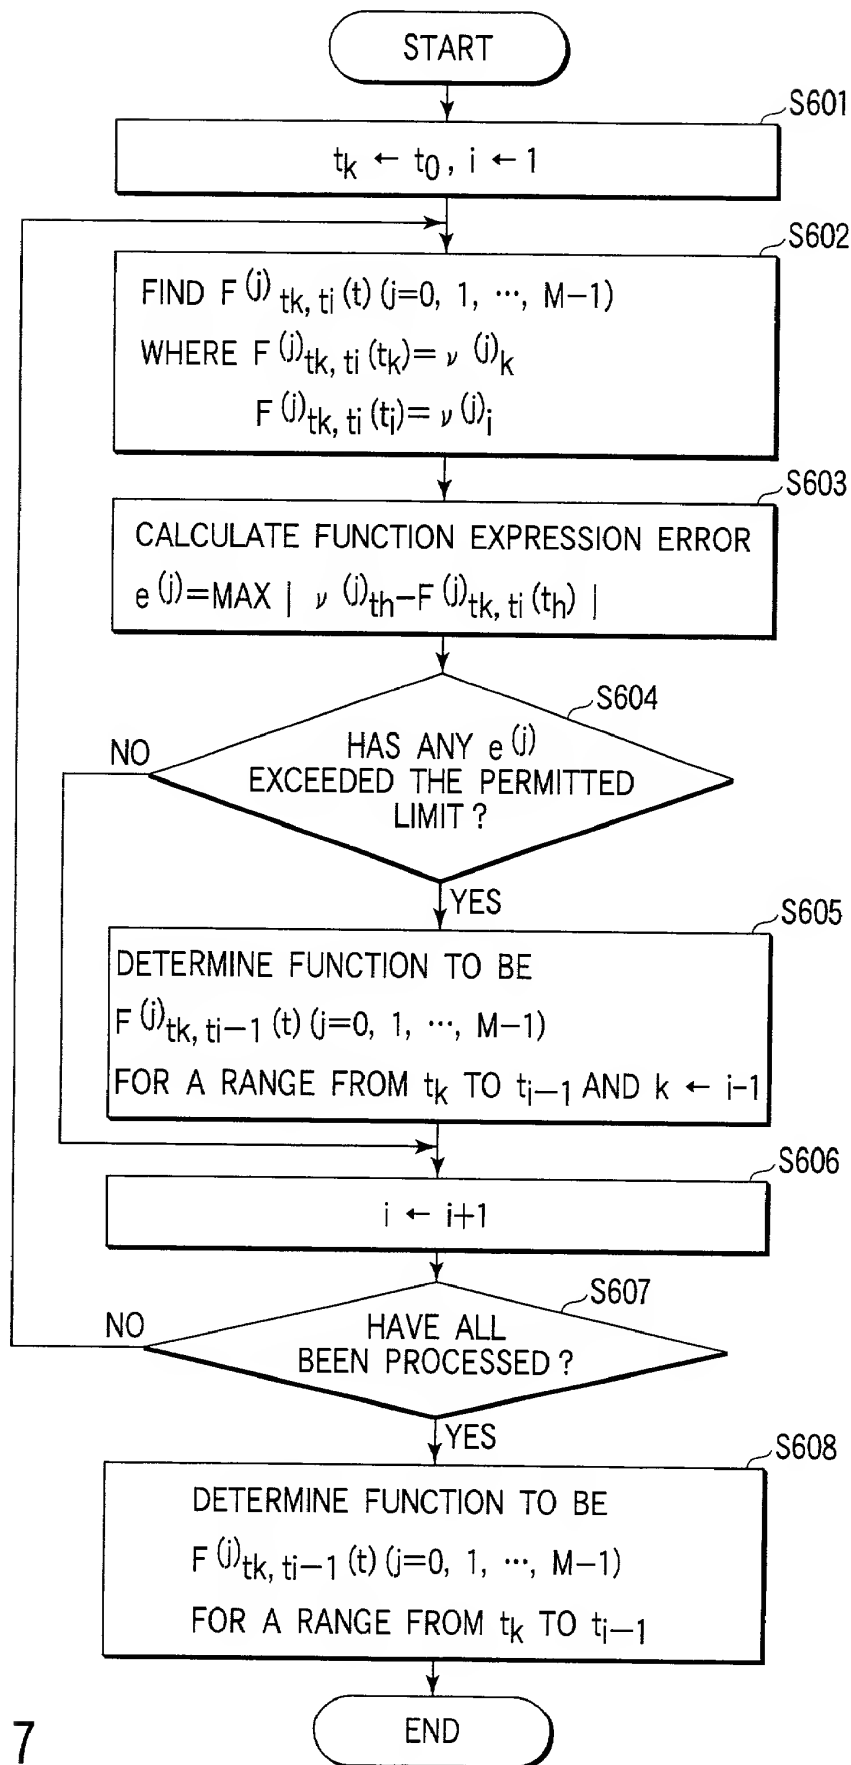 START
S601
tk ← t0, i ← 1
S602
FIND F(j)tk, ti(t)(j=0, 1, ···, M−1)
WHERE F(j)tk, ti(tk)=ν(j)k
F(j)tk, ti(ti)=ν(j)i
S603
CALCULATE FUNCTION EXPRESSION ERROR
e(j)=MAX | ν(j)th−F(j)tk, ti(th) |
S604
HAS ANY e(j)
EXCEEDED THE PERMITTED
LIMIT?
NO
YES
S605
DETERMINE FUNCTION TO BE
F(j)tk, ti−1(t)(j=0, 1, ···, M−1)
FOR A RANGE FROM tk TO ti−1 AND k ← i-1
S606
i ← i+1
S607
HAVE ALL
BEEN PROCESSED?
NO
YES
S608
DETERMINE FUNCTION TO BE
F(j)tk, ti−1(t)(j=0, 1, ···, M−1)
FOR A RANGE FROM tk TO ti−1
END
7